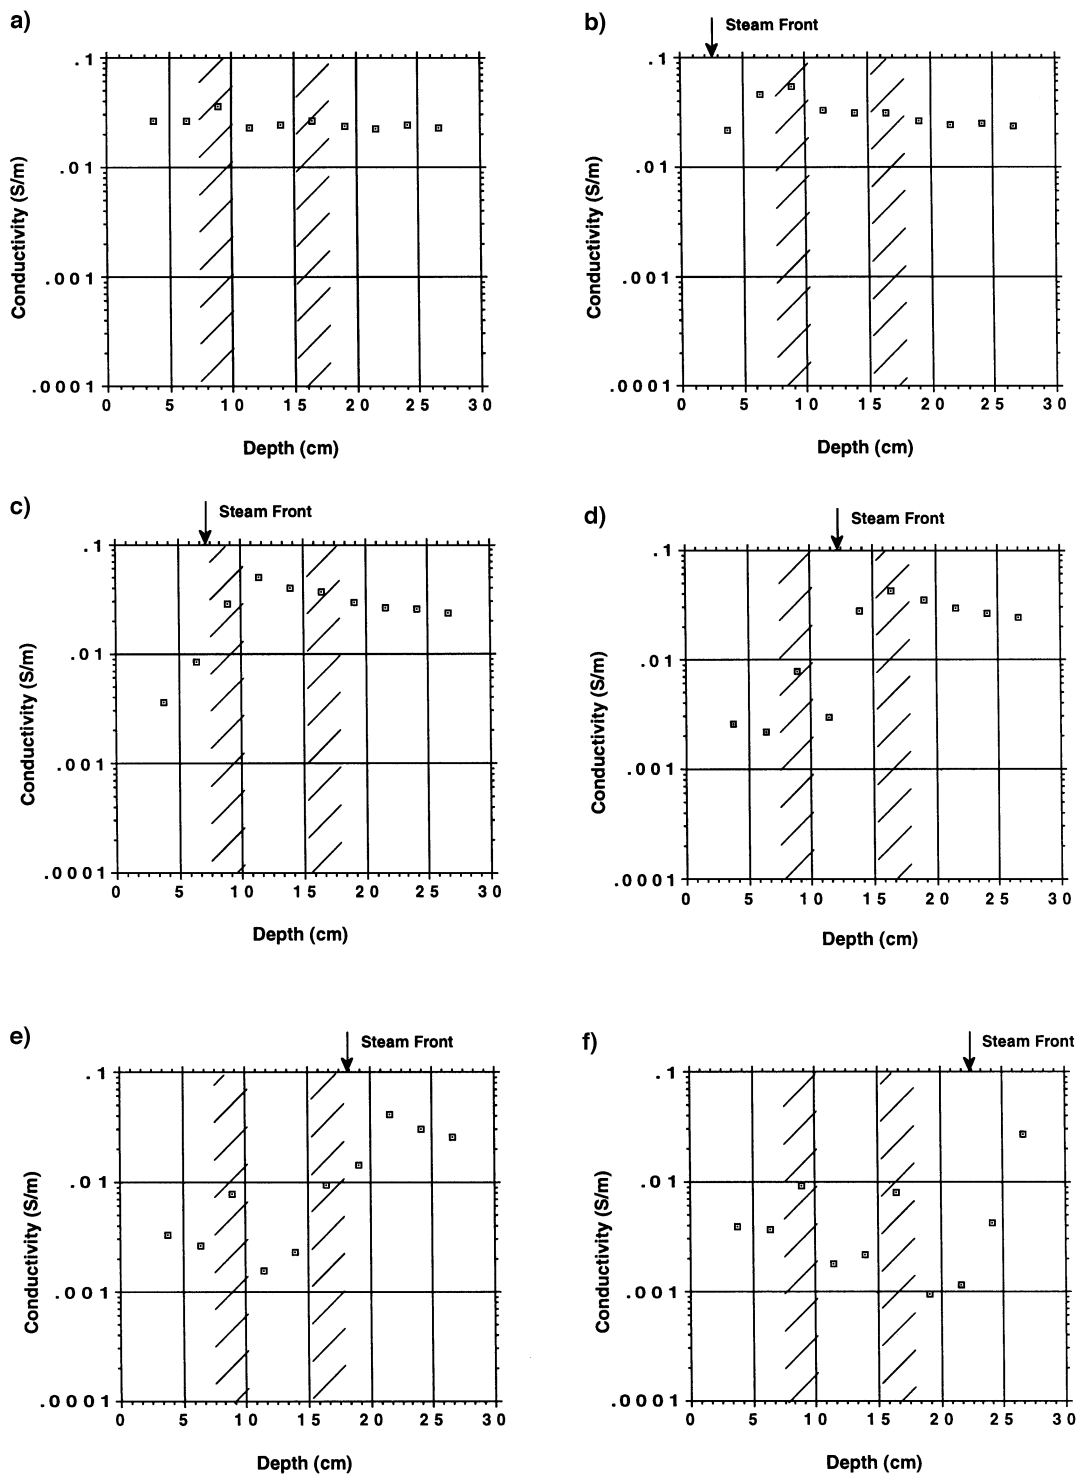 a)
.1
.01
.001
.0001
0 5 10 15 20 25 30
Conductivity (S/m)
Depth (cm)
b)
Steam Front
.1
.01
.001
.0001
0 5 10 15 20 25 30
Conductivity (S/m)
Depth (cm)
c)
Steam Front
.1
.01
.001
.0001
0 5 10 15 20 25 30
Conductivity (S/m)
Depth (cm)
d)
Steam Front
.1
.01
.001
.0001
0 5 10 15 20 25 30
Conductivity (S/m)
Depth (cm)
e)
Steam Front
.1
.01
.001
.0001
0 5 10 15 20 25 30
Conductivity (S/m)
Depth (cm)
f)
Steam Front
.1
.01
.001
.0001
0 5 10 15 19 25 30
Conductivity (S/m)
Depth (cm)